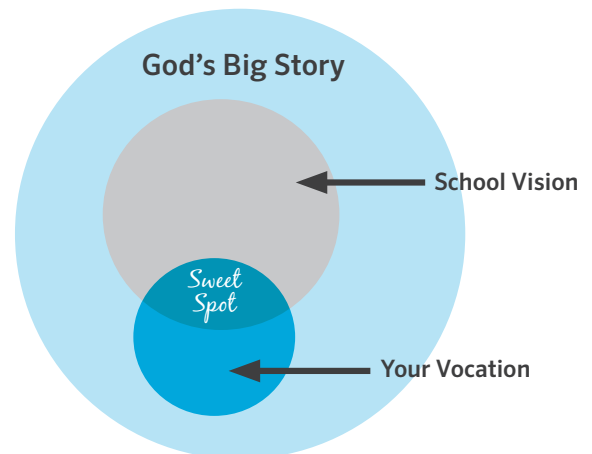 God's Big Story
School Vision
Sweet
Spot
Your Vocation